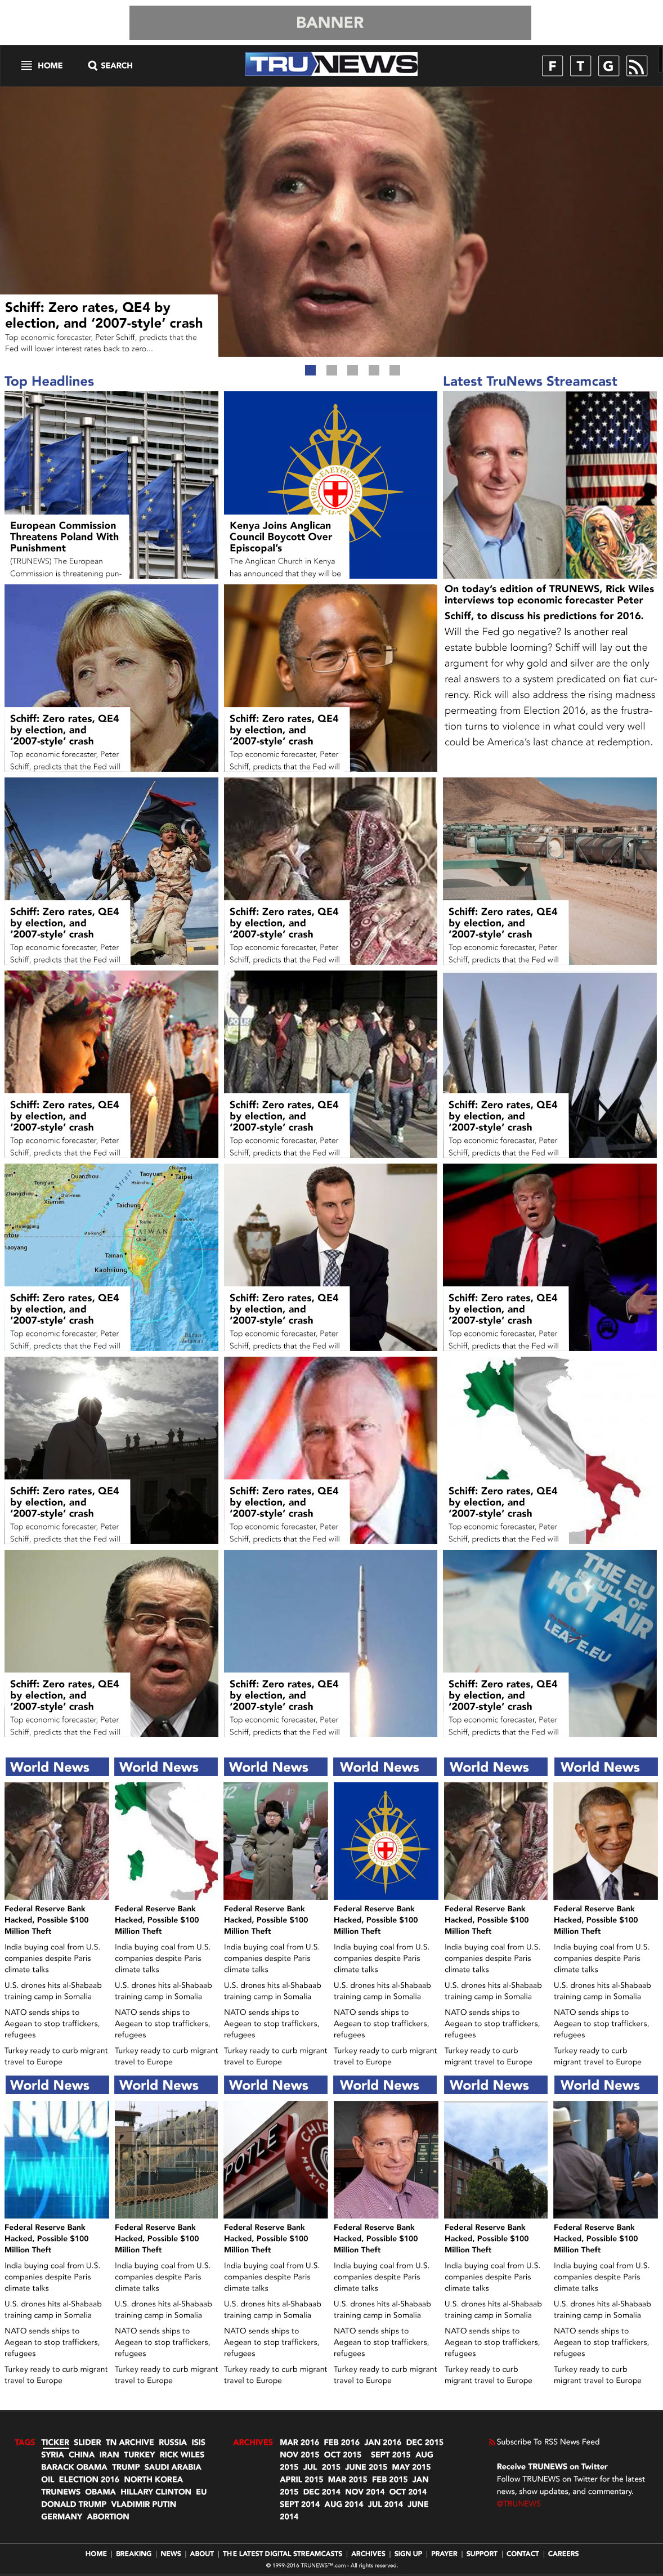 BANNER
HOME
SEARCH
TRUNEWS
F T G
Schiff: Zero rates, QE4 by
election, and ‘2007-style’ crash
Top economic forecaster, Peter Schiff, predicts that the
Fed will lower interest rates back to zero...
Top Headlines
Latest TruNews Streamcast
European Commission
Threatens Poland With
Punishment
(TRUNEWS) The European
Commission is threatening pun-
Kenya Joins Anglican
Council Boycott Over
Episcopal’s
The Anglican Church in Kenya
has announced that they will be
On today’s edition of TRUNEWS, Rick Wiles
interviews top economic forecaster Peter
Schiff, to discuss his predictions for 2016.
Will the Fed go negative? Is another real
estate bubble looming? Schiff will lay out the
argument for why gold and silver are the only
real answers to a system predicated on fiat cur-
rency. Rick will also address the rising madness
permeating from Election 2016, as the frustra-
tion turns to violence in what could very well
could be America’s last chance at redemption.
Schiff: Zero rates, QE4
by election, and
‘2007-style’ crash
Top economic forecaster, Peter
Schiff, predicts that the Fed will
Schiff: Zero rates, QE4
by election, and
‘2007-style’ crash
Top economic forecaster, Peter
Schiff, predicts that the Fed will
Schiff: Zero rates, QE4
by election, and
‘2007-style’ crash
Top economic forecaster, Peter
Schiff, predicts that the Fed will
Schiff: Zero rates, QE4
by election, and
‘2007-style’ crash
Top economic forecaster, Peter
Schiff, predicts that the Fed will
Schiff: Zero rates, QE4
by election, and
‘2007-style’ crash
Top economic forecaster, Peter
Schiff, predicts that the Fed will
Schiff: Zero rates, QE4
by election, and
‘2007-style’ crash
Top economic forecaster, Peter
Schiff, predicts that the Fed will
Schiff: Zero rates, QE4
by election, and
‘2007-style’ crash
Top economic forecaster, Peter
Schiff, predicts that the Fed will
Schiff: Zero rates, QE4
by election, and
‘2007-style’ crash
Top economic forecaster, Peter
Schiff, predicts that the Fed will
Quanzhou
Xiamen
Taoyuan
Taipei
Taichung
TAIWAN
Tainan
Kaohsiung
Schiff: Zero rates, QE4
by election, and
‘2007-style’ crash
Top economic forecaster, Peter
Schiff, predicts that the Fed will
Schiff: Zero rates, QE4
by election, and
‘2007-style’ crash
Top economic forecaster, Peter
Schiff, predicts that the Fed will
Schiff: Zero rates, QE4
by election, and
‘2007-style’ crash
Top economic forecaster, Peter
Schiff, predicts that the Fed will
Schiff: Zero rates, QE4
by election, and
‘2007-style’ crash
Top economic forecaster, Peter
Schiff, predicts that the Fed will
Schiff: Zero rates, QE4
by election, and
‘2007-style’ crash
Top economic forecaster, Peter
Schiff, predicts that the Fed will
Schiff: Zero rates, QE4
by election, and
‘2007-style’ crash
Top economic forecaster, Peter
Schiff, predicts that the Fed will
Schiff: Zero rates, QE4
by election, and
‘2007-style’ crash
Top economic forecaster, Peter
Schiff, predicts that the Fed will
Schiff: Zero rates, QE4
by election, and
‘2007-style’ crash
Top economic forecaster, Peter
Schiff, predicts that the Fed will
THE EU
IS FULL OF
HOT AIR
LEAVE.EU
Schiff: Zero rates, QE4
by election, and
‘2007-style’ crash
Top economic forecaster, Peter
Schiff, predicts that the Fed will
World News
Federal Reserve Bank
Hacked, Possible $100
Million Theft
India buying coal from U.S.
companies despite Paris
climate talks
U.S. drones hits al-Shabaab
training camp in Somalia
NATO sends ships to
Aegean to stop traffickers,
refugees
Turkey ready to curb migrant
travel to Europe
World News
Federal Reserve Bank
Hacked, Possible $100
Million Theft
India buying coal from U.S.
companies despite Paris
climate talks
U.S. drones hits al-Shabaab
training camp in Somalia
NATO sends ships to
Aegean to stop traffickers,
refugees
Turkey ready to curb migrant
travel to Europe
World News
12
Federal Reserve Bank
Hacked, Possible $100
Million Theft
India buying coal from U.S.
companies despite Paris
climate talks
U.S. drones hits al-Shabaab
training camp in Somalia
NATO sends ships to
Aegean to stop traffickers,
refugees
Turkey ready to curb migrant
travel to Europe
World News
Federal Reserve Bank
Hacked, Possible $100
Million Theft
India buying coal from U.S.
companies despite Paris
climate talks
U.S. drones hits al-Shabaab
training camp in Somalia
NATO sends ships to
Aegean to stop traffickers,
refugees
Turkey ready to curb migrant
travel to Europe
World News
Federal Reserve Bank
Hacked, Possible $100
Million Theft
India buying coal from U.S.
companies despite Paris
climate talks
U.S. drones hits al-Shabaab
training camp in Somalia
NATO sends ships to
Aegean to stop traffickers,
refugees
Turkey ready to curb
migrant travel to Europe
World News
Federal Reserve Bank
Hacked, Possible $100
Million Theft
India buying coal from U.S.
companies despite Paris
climate talks
U.S. drones hits al-Shabaab
training camp in Somalia
NATO sends ships to
Aegean to stop traffickers,
refugees
Turkey ready to curb
migrant travel to Europe
World News
Federal Reserve Bank
Hacked, Possible $100
Million Theft
India buying coal from U.S.
companies despite Paris
climate talks
U.S. drones hits al-Shabaab
training camp in Somalia
NATO sends ships to
Aegean to stop traffickers,
refugees
Turkey ready to curb migrant
travel to Europe
World News
Federal Reserve Bank
Hacked, Possible $100
Million Theft
India buying coal from U.S.
companies despite Paris
climate talks
U.S. drones hits al-Shabaab
training camp in Somalia
NATO sends ships to
Aegean to stop traffickers,
refugees
Turkey ready to curb migrant
travel to Europe
World News
POTLE CHIP
MEXIC
Federal Reserve Bank
Hacked, Possible $100
Million Theft
India buying coal from U.S.
companies despite Paris
climate talks
U.S. drones hits al-Shabaab
training camp in Somalia
NATO sends ships to
Aegean to stop traffickers,
refugees
Turkey ready to curb migrant
travel to Europe
World News
Federal Reserve Bank
Hacked, Possible $100
Million Theft
India buying coal from U.S.
companies despite Paris
climate talks
U.S. drones hits al-Shabaab
training camp in Somalia
NATO sends ships to
Aegean to stop traffickers,
refugees
Turkey ready to curb migrant
travel to Europe
World News
Federal Reserve Bank
Hacked, Possible $100
Million Theft
India buying coal from U.S.
companies despite Paris
climate talks
U.S. drones hits al-Shabaab
training camp in Somalia
NATO sends ships to
Aegean to stop traffickers,
refugees
Turkey ready to curb
migrant travel to Europe
World News
Federal Reserve Bank
Hacked, Possible $100
Million Theft
India buying coal from U.S.
companies despite Paris
climate talks
U.S. drones hits al-Shabaab
training camp in Somalia
NATO sends ships to
Aegean to stop traffickers,
refugees
Turkey ready to curb
migrant travel to Europe
TAGS TICKER SLIDER TN ARCHIVE RUSSIA ISIS
SYRIA CHINA IRAN TURKEY RICK WILES
BARACK OBAMA TRUMP SAUDI ARABIA
OIL ELECTION 2016 NORTH KOREA
TRUNEWS OBAMA HILLARY CLINTON EU
DONALD TRUMP VLADIMIR PUTIN
GERMANY ABORTION
ARCHIVES MAR 2016 FEB 2016 JAN 2016 DEC 2015
NOV 2015 OCT 2015 SEPT 2015 AUG
2015 JUL 2015 JUNE 2015 MAY 2015
APRIL 2015 MAR 2015 FEB 2015 JAN
2015 DEC 2014 NOV 2014 OCT 2014
SEPT 2014 AUG 2014 JUL 2014 JUNE
2014
Subscribe To RSS News Feed
Receive TRUNEWS on Twitter
Follow TRUNEWS on Twitter for the latest
news, show updates, and commentary.
@TRUNEWS
HOME | BREAKING | NEWS | ABOUT | THE LATEST DIGITAL STREAMCASTS | ARCHIVES | SIGN UP | PRAYER | SUPPORT | CONTACT | CAREERS
© 1999-2016 TRUNEWS™.com - All rights reserved.